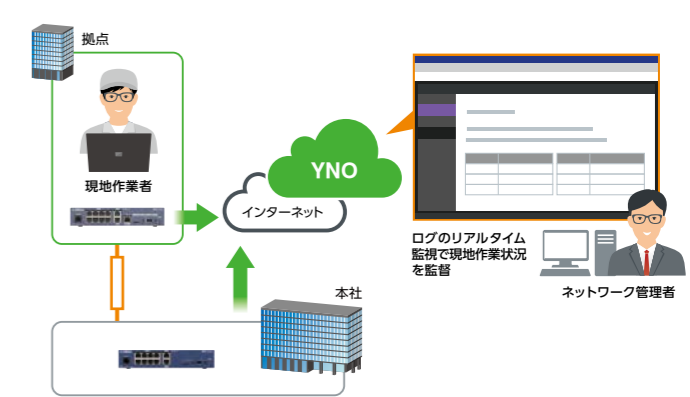 拠点
現地作業者
YNO
インターネット
本社
ログのリアルタイム
監視で現地作業状況
を監督
ネットワーク管理者